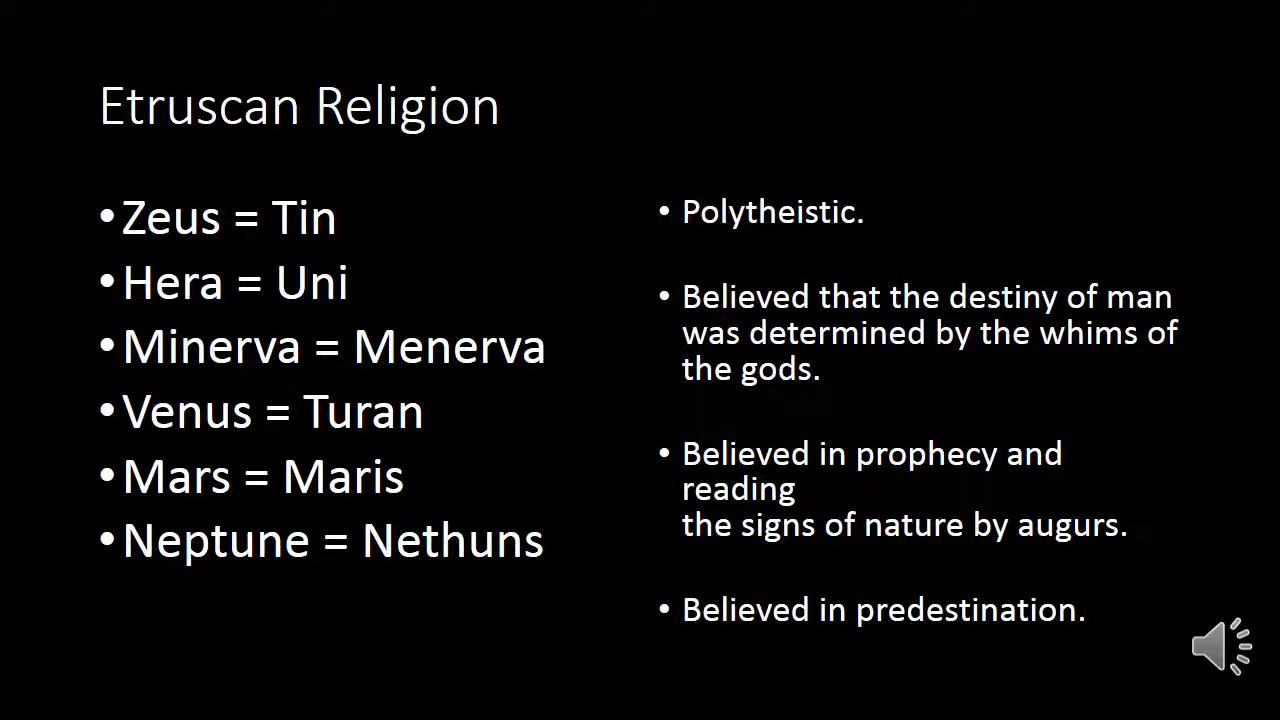 Etruscan Religion
•Zeus = Tin
•Hera = Uni
•Minerva = Menerva
•Venus = Turan
•Mars = Maris
•Neptune = Nethuns
• Polytheistic.
• Believed that the destiny of man
was determined by the whims of
the gods.
• Believed in prophecy and
reading
the signs of nature by augurs.
• Believed in predestination.